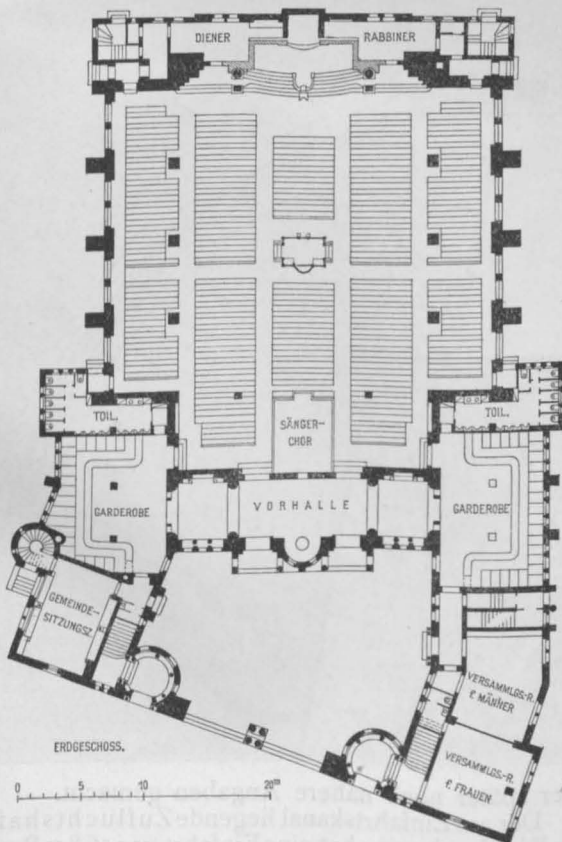 DIENER
RABBINER
TOIL.
TOIL.
SÄNGER-
CHOR
VORHALLE
GARDEROBE
GARDEROBE
GEMEINDE-
SITZUNGSZ.
VERSAMMLGS-R.
f. MÄNNER
VERSAMMLGS-R.
f. FRAUEN
ERDGESCHOSS.
0 5 10 20m